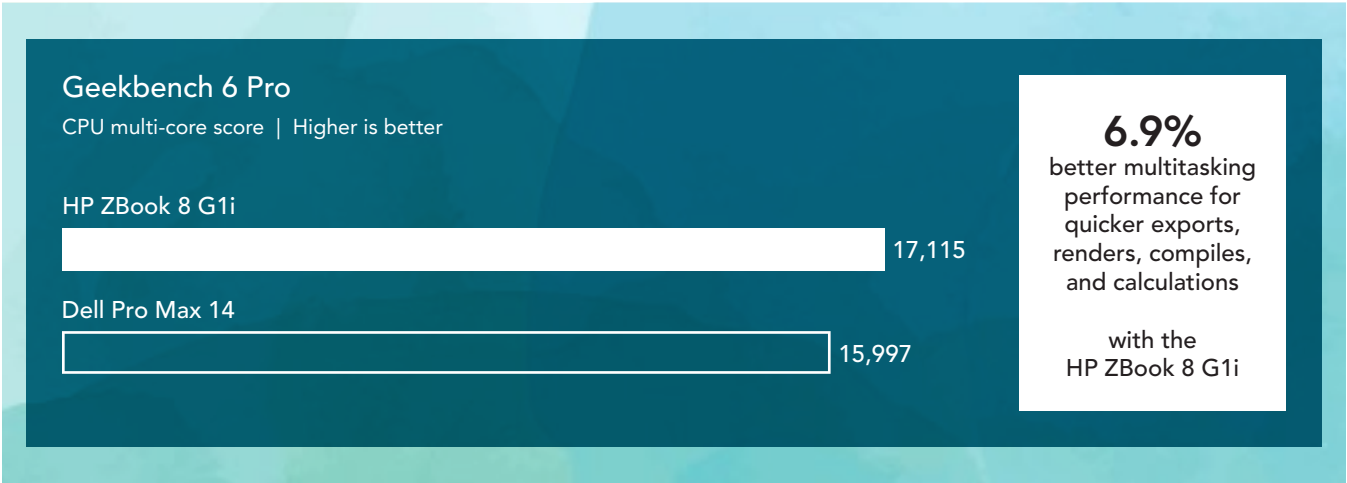 Geekbench 6 Pro
CPU multi-core score | Higher is better
HP ZBook 8 G1i
17,115
Dell Pro Max 14
15,997
6.9%
better multitasking
performance for
quicker exports,
renders, compiles,
and calculations
with the
HP ZBook 8 G1i